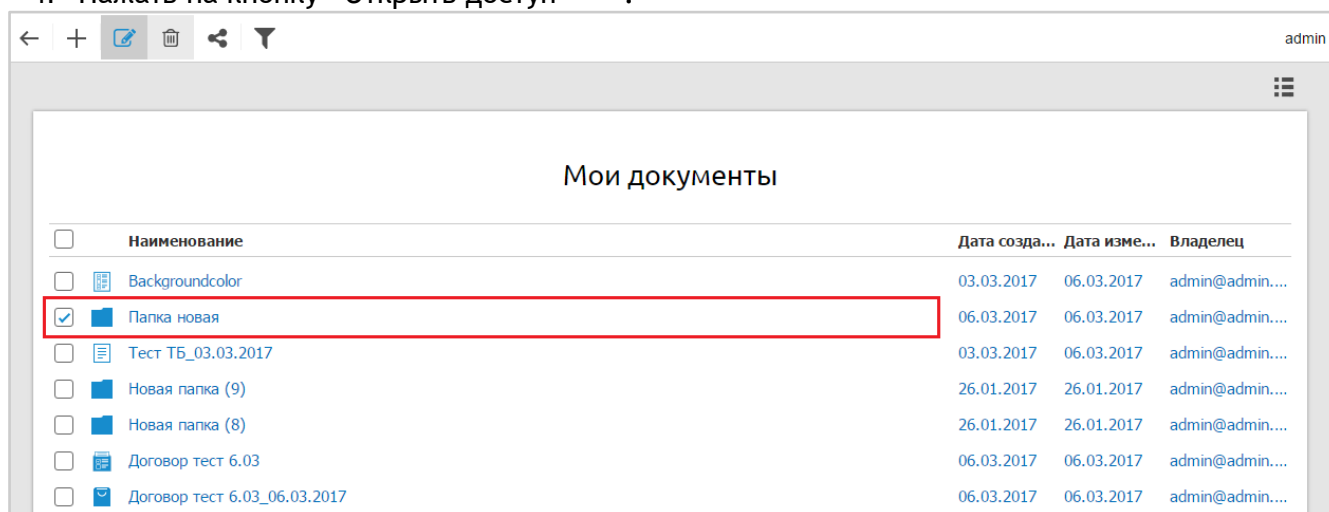 admin
Мои документы
Наименование Дата созда... Дата изме... Владелец
Backgroundcolor 03.03.2017 06.03.2017 admin@admin....
Папка новая 06.03.2017 06.03.2017 admin@admin....
Тест ТБ_03.03.2017 03.03.2017 06.03.2017 admin@admin....
Новая папка (9) 26.01.2017 26.01.2017 admin@admin....
Новая папка (8) 26.01.2017 26.01.2017 admin@admin....
Договор тест 6.03 06.03.2017 06.03.2017 admin@admin....
Договор тест 6.03_06.03.2017 06.03.2017 06.03.2017 admin@admin....